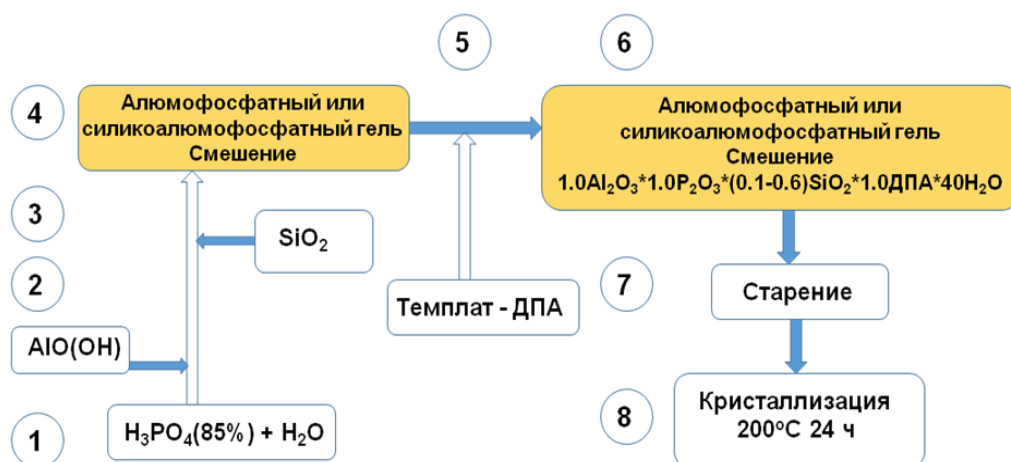 5
6
4
Алюмофосфатный или
силикоалюмофосфатный гель
Смешение
Алюмофосфатный или
силикоалюмофосфатный гель
Смешение
1.0Al₂O₃*1.0P₂O₃*(0.1-0.6)SiO₂*1.0ДПА*40H₂O
3
SiO₂
2
Темплат - ДПА
7
Старение
AlO(OH)
1
H₃PO₄(85%) + H₂O
8
Кристаллизация
200°C 24 ч